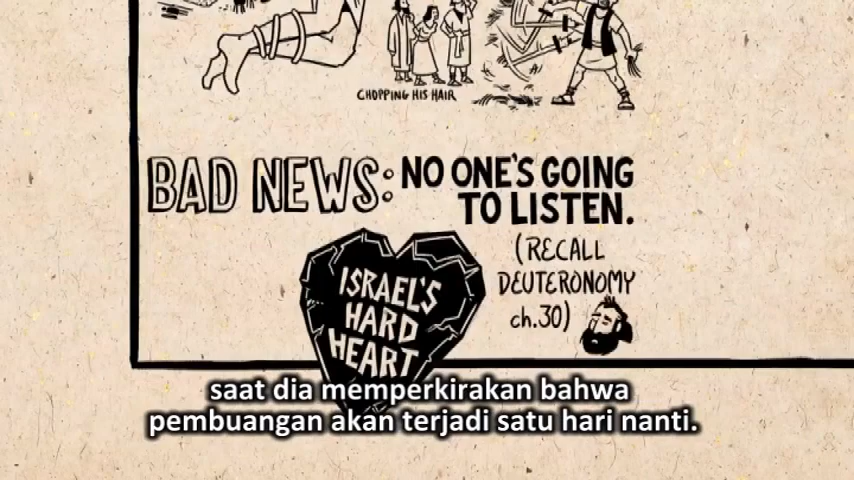 CHOPPING HIS HAIR
BAD NEWS: NO ONE'S GOING
TO LISTEN.
(RECALL
DEUTERONOMY
ch.30)
ISRAEL'S
HARD
HEART
saat dia memperkirakan bahwa
pembuangan akan terjadi satu hari nanti.